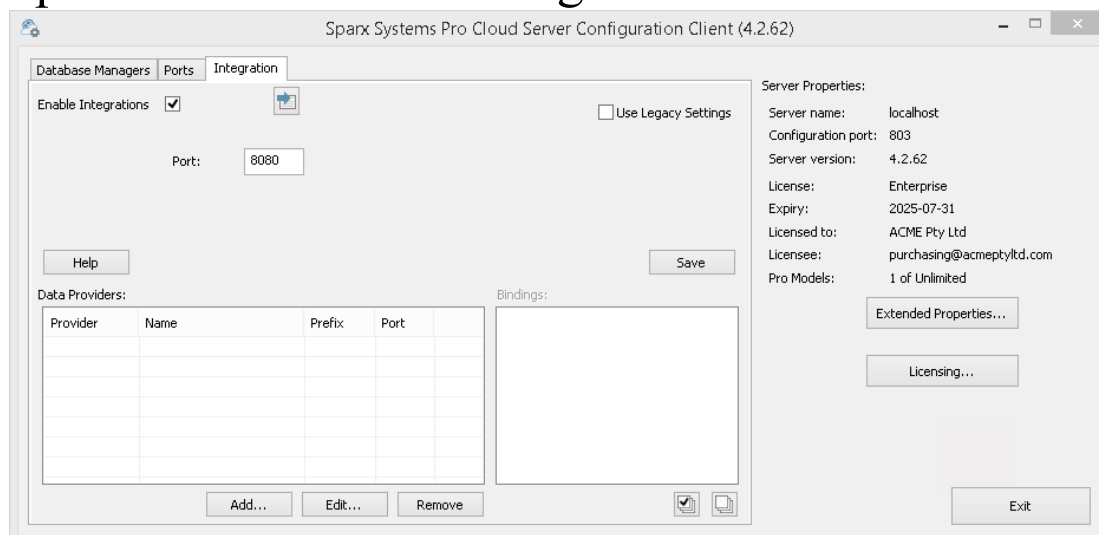 Sparx Systems Pro Cloud Server Configuration Client (4.2.62)
Database Managers Ports Integration
Enable Integrations
Use Legacy Settings
Port: 8080
Help
Save
Data Providers:
Bindings:
Provider Name Prefix Port
Add... Edit... Remove
Server Properties:
Server name: localhost
Configuration port: 803
Server version: 4.2.62
License: Enterprise
Expiry: 2025-07-31
Licensed to: ACME Pty Ltd
Licensee: purchasing@acmeptyltd.com
Pro Models: 1 of Unlimited
Extended Properties...
Licensing...
Exit